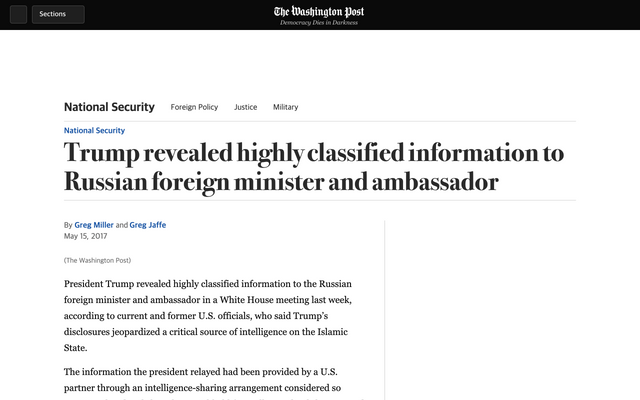 Sections
The Washington Post
Democracy Dies in Darkness
National Security Foreign Policy Justice Military
National Security
Trump revealed highly classified information to
Russian foreign minister and ambassador
By Greg Miller and Greg Jaffe
May 15, 2017
(The Washington Post)
President Trump revealed highly classified information to the Russian
foreign minister and ambassador in a White House meeting last week,
according to current and former U.S. officials, who said Trump's
disclosures jeopardized a critical source of intelligence on the Islamic
State.
The information the president relayed had been provided by a U.S.
partner through an intelligence-sharing arrangement considered so